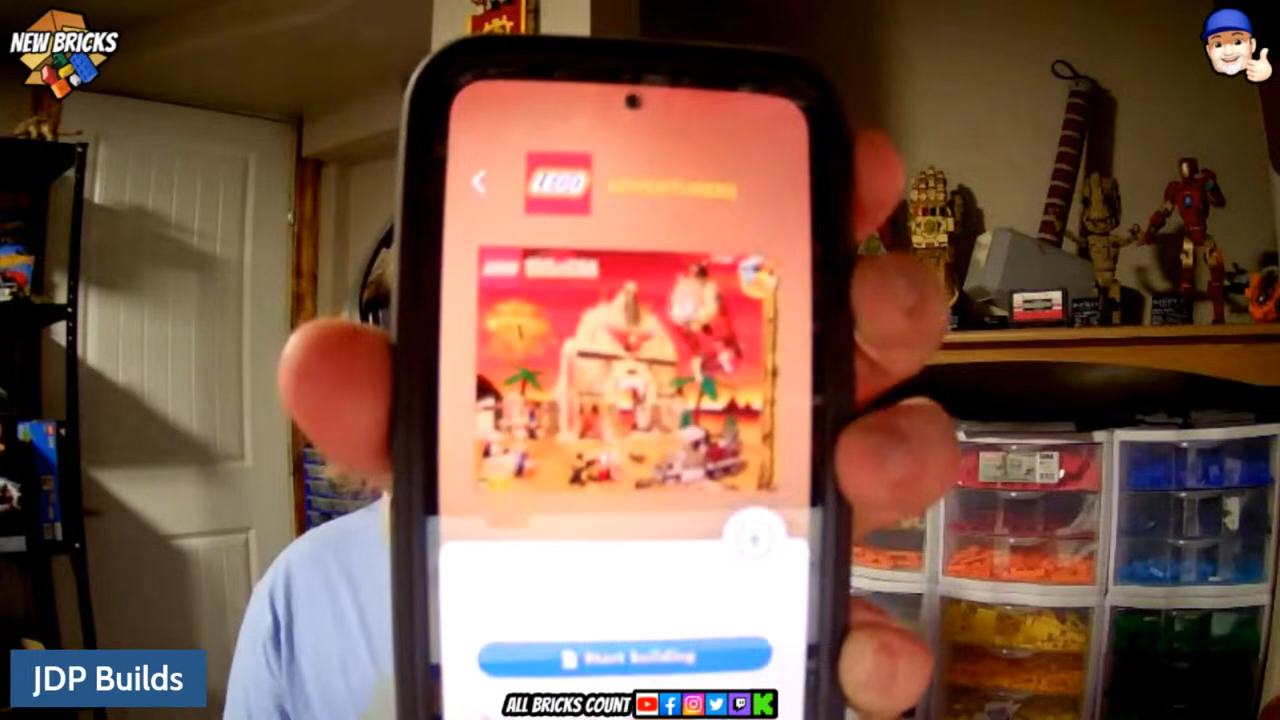 NEW BRICKS
LEGO ADVENTURERS
LEGO
Start building
JDP Builds
ALL BRICKS COUNT